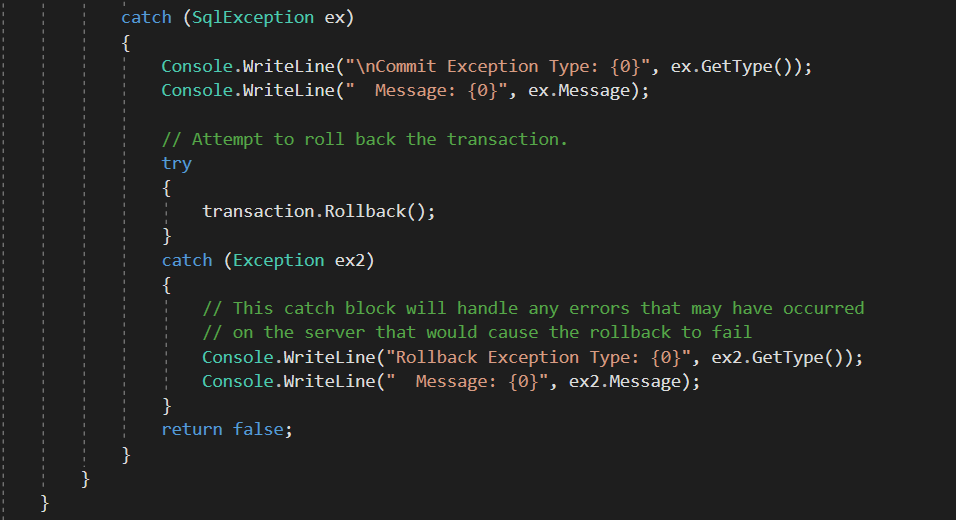 catch (SqlException ex)
{
Console.WriteLine("\nCommit Exception Type: {0}", ex.GetType());
Console.WriteLine("  Message: {0}", ex.Message);
// Attempt to roll back the transaction.
try
{
transaction.Rollback();
}
catch (Exception ex2)
{
// This catch block will handle any errors that may have occurred
// on the server that would cause the rollback to fail
Console.WriteLine("Rollback Exception Type: {0}", ex2.GetType());
Console.WriteLine("  Message: {0}", ex2.Message);
}
return false;
}
}
}